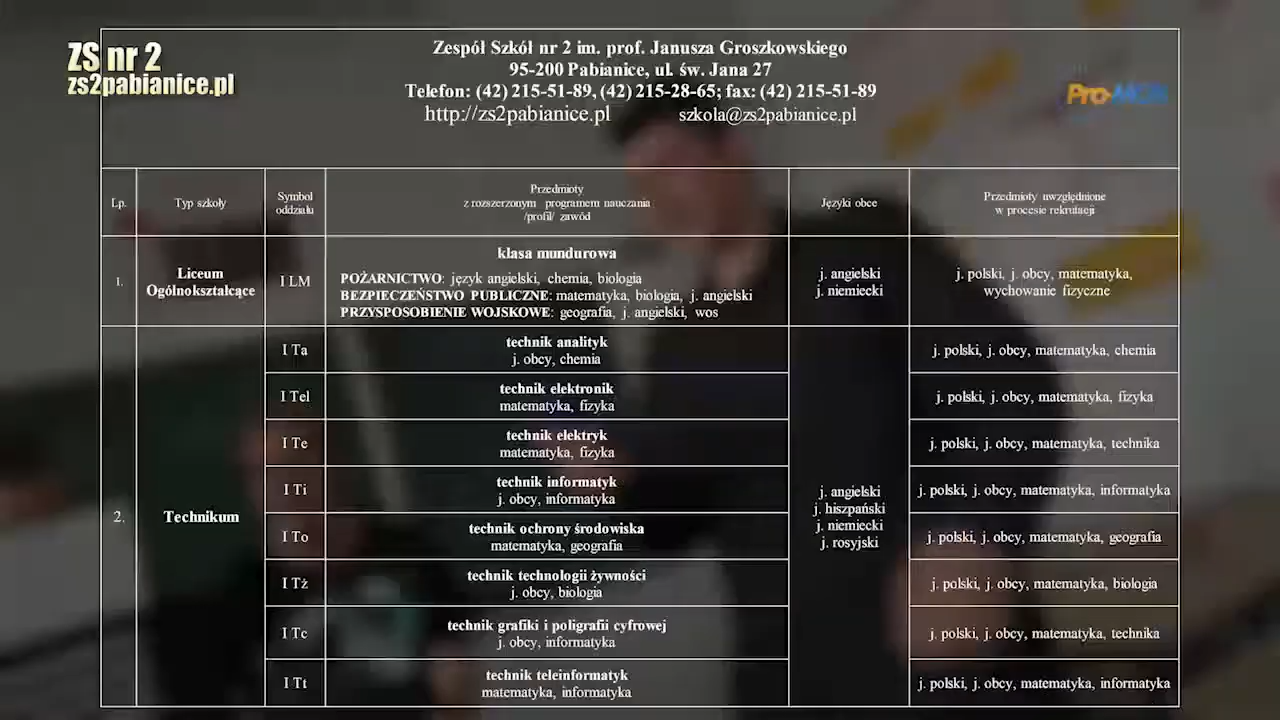 ZS nr 2
zs2pabianice.pl
Zespół Szkół nr 2 im. prof. Janusza Groszkowskiego
95-200 Pabianice, ul. św. Jana 27
Telefon: (42) 215-51-89, (42) 215-28-65; fax: (42) 215-51-89
http://zs2pabianice.pl szkola@zs2pabianice.pl
Pro-MOR
Lp.
Typ szkoły
Symbol
oddziału
Przedmioty
z rozszerzonym programem nauczania
/profil/ zawód
Języki obce
Przedmioty uwzględnione
w procesie rekrutacji
1.
Liceum
Ogólnokształcące
I LM
klasa mundurowa
POŻARNICTWO: język angielski, chemia, biologia
BEZPIECZEŃSTWO PUBLICZNE: matematyka, biologia, j. angielski
PRZYSPOSOBIENIE WOJSKOWE: geografia, j. angielski, wos
j. angielski
j. niemiecki
j. polski, j. obcy, matematyka,
wychowanie fizyczne
2.
Technikum
I Ta
technik analityk
j. obcy, chemia
j. polski, j. obcy, matematyka, chemia
I Tel
technik elektronik
matematyka, fizyka
j. polski, j. obcy, matematyka, fizyka
I Te
technik elektryk
matematyka, fizyka
j. polski, j. obcy, matematyka, technika
I Ti
technik informatyk
j. obcy, informatyka
j. polski, j. obcy, matematyka, informatyka
j. angielski
j. hiszpański
j. niemiecki
j. rosyjski
I To
technik ochrony środowiska
matematyka, geografia
j. polski, j. obcy, matematyka, geografia
I Tż
technik technologii żywności
j. obcy, biologia
j. polski, j. obcy, matematyka, biologia
I Tc
technik grafiki i poligrafii cyfrowej
j. obcy, informatyka
j. polski, j. obcy, matematyka, technika
I Tt
technik teleinformatyk
matematyka, informatyka
j. polski, j. obcy, matematyka, informatyka